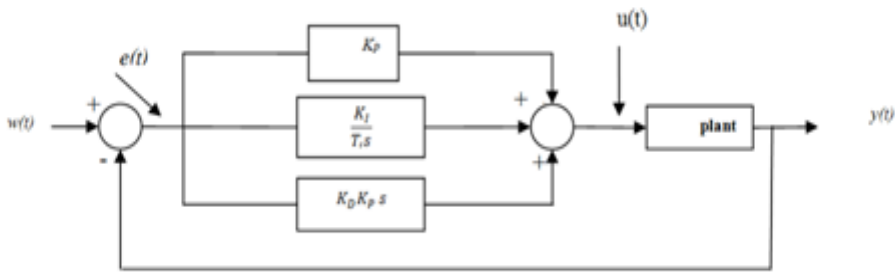 u(t)
K_P
e(t)
+
+
w(t)
K_I
T_i s
plant
y(t)
-
+
K_D K_P s